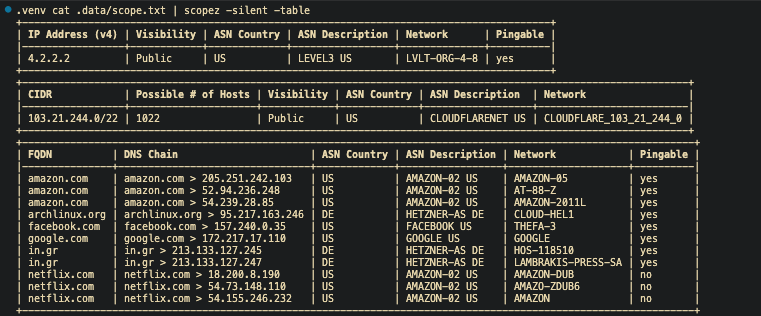 .venv cat .data/scope.txt | scopez -silent -table
| IP Address (v4) | Visibility | ASN Country | ASN Description | Network | Pingable |
| 4.2.2.2 | Public | US | LEVEL3 US | LVLT-ORG-4-8 | yes |
| CIDR | Possible # of Hosts | Visibility | ASN Country | ASN Description | Network |
| 103.21.244.0/22 | 1022 | Public | US | CLOUDFLARENET US | CLOUDFLARE_103_21_244_0 |
| FQDN | DNS Chain | ASN Country | ASN Description | Network | Pingable |
| amazon.com | amazon.com > 205.251.242.103 | US | AMAZON-02 US | AMAZON-05 | yes |
| amazon.com | amazon.com > 52.94.236.248 | US | AMAZON-02 US | AT-88-Z | yes |
| amazon.com | amazon.com > 54.239.28.85 | US | AMAZON-02 US | AMAZON-2011L | yes |
| archlinux.org | archlinux.org > 95.217.163.246 | DE | HETZNER-AS DE | CLOUD-HEL1 | yes |
| facebook.com | facebook.com > 157.240.0.35 | US | FACEBOOK US | THEFA-3 | yes |
| google.com | google.com > 172.217.17.110 | US | GOOGLE US | GOOGLE | yes |
| in.gr | in.gr > 213.133.127.245 | DE | HETZNER-AS DE | HOS-118510 | yes |
| in.gr | in.gr > 213.133.127.247 | DE | HETZNER-AS DE | LAMBRAKIS-PRESS-SA | yes |
| netflix.com | netflix.com > 18.200.8.190 | US | AMAZON-02 US | AMAZON-DUB | no |
| netflix.com | netflix.com > 54.73.148.110 | US | AMAZON-02 US | AMAZO-ZDUB6 | no |
| netflix.com | netflix.com > 54.155.246.232 | US | AMAZON-02 US | AMAZON | no |